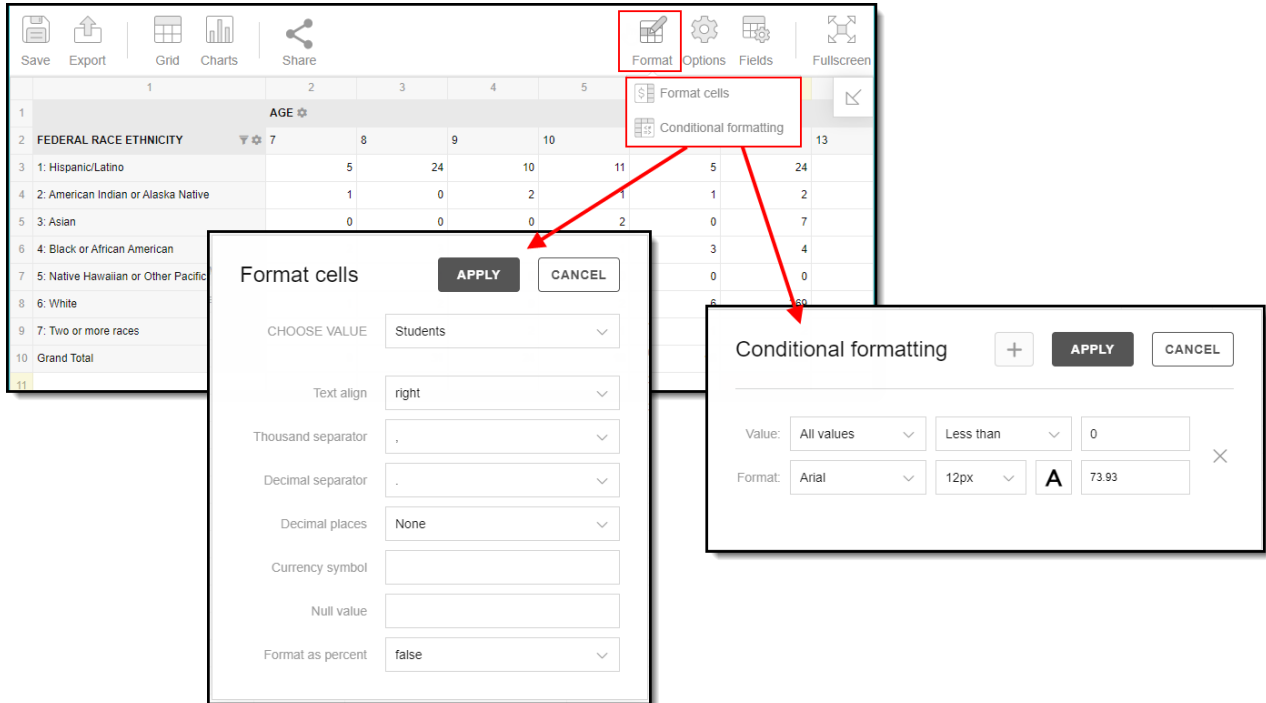 Save Export Grid Charts Share Format Options Fields Fullscreen
1 2 3 4 5
Format cells
Conditional formatting
1 AGE
2 FEDERAL RACE ETHNICITY 7 8 9 10 13
3 1: Hispanic/Latino 5 24 10 11 5 24
4 2: American Indian or Alaska Native 1 0 2 1 1 2
5 3: Asian 0 0 0 2 0 7
6 4: Black or African American 3 4
7 5: Native Hawaiian or Other Pacific 0 0
8 6: White 6 69
9 7: Two or more races
10 Grand Total
11
Format cells APPLY CANCEL
CHOOSE VALUE Students
Text align right
Thousand separator ,
Decimal separator .
Decimal places None
Currency symbol
Null value
Format as percent false
Conditional formatting + APPLY CANCEL
Value: All values Less than 0
Format: Arial 12px A 73.93